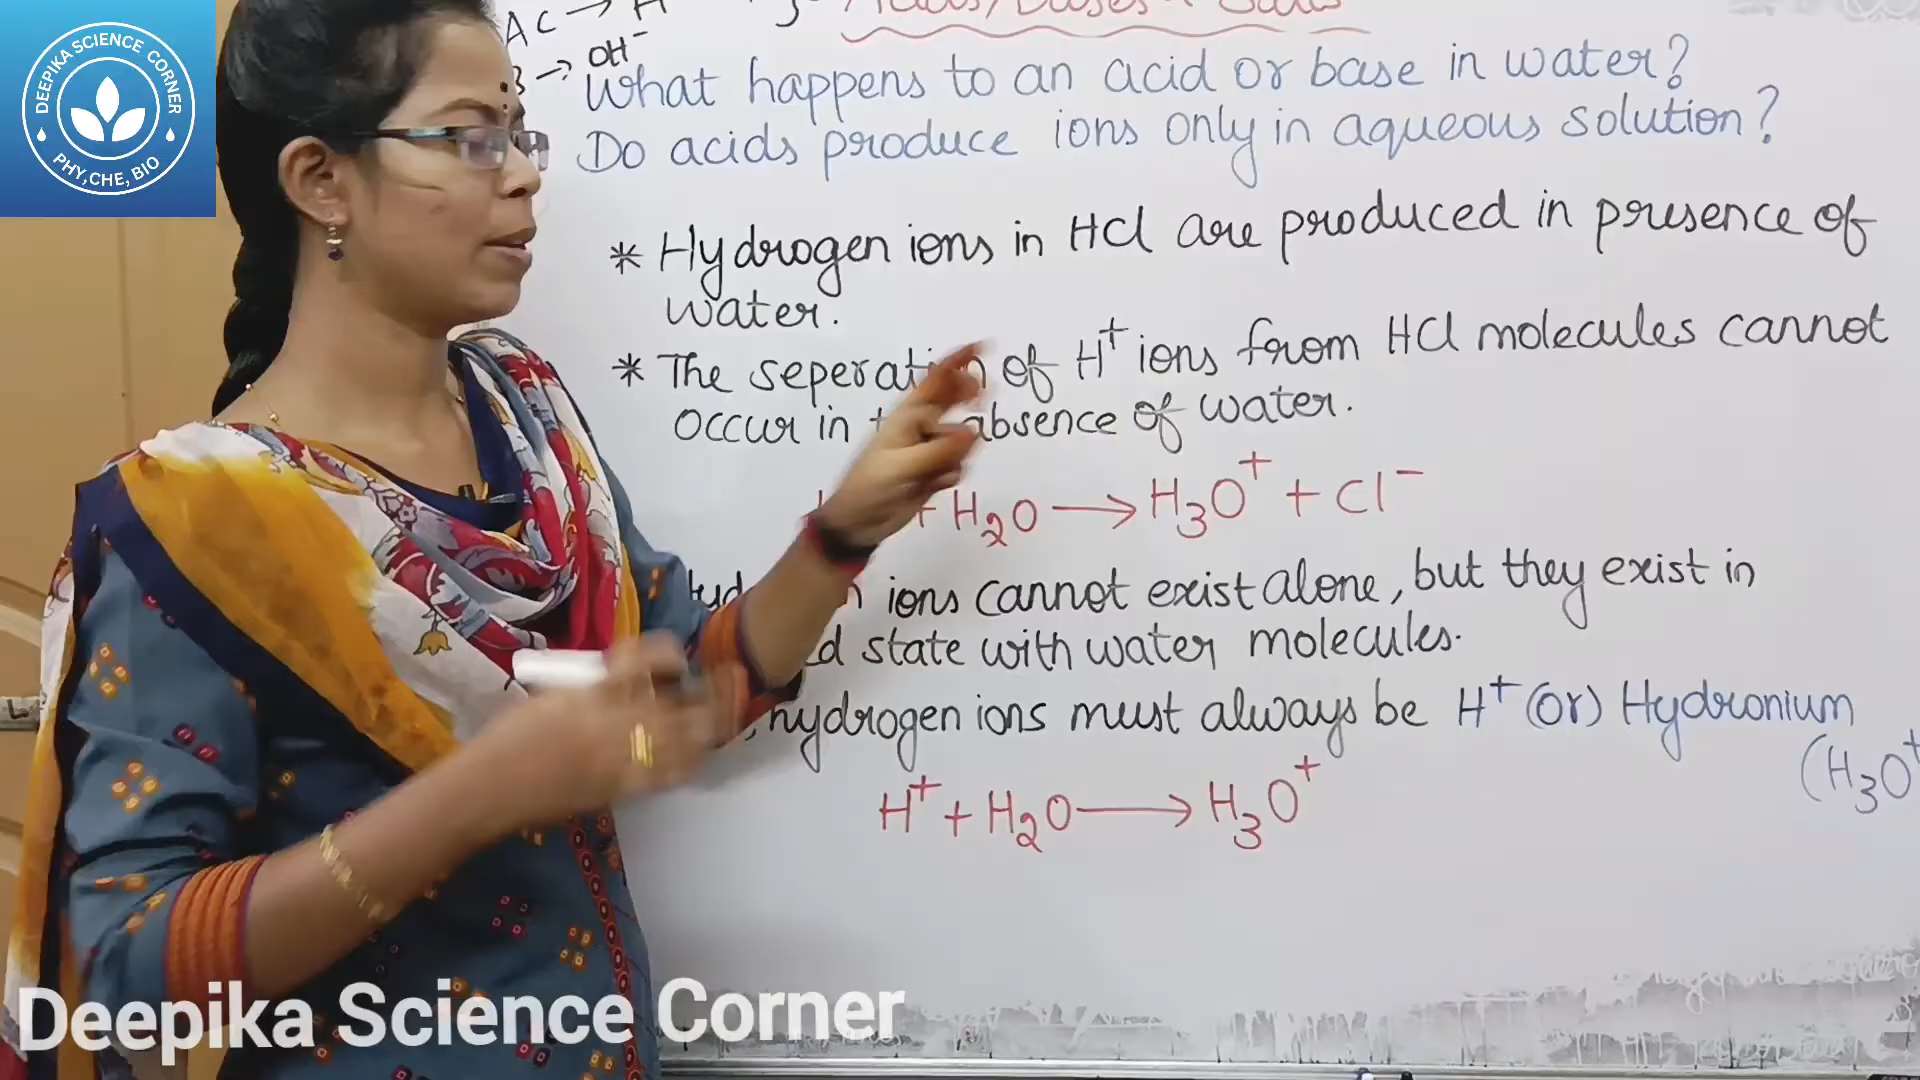 DEEPIKA SCIENCE CORNER
PHY,CHE, BIO
AC → H
Acids/Bases
OH⁻
B →
What happens to an acid or base in water?
Do acids produce ions only in aqueous solution?
* Hydrogen ions in HCl are produced in presence of
water.
* The seperation of H⁺ ions from HCl molecules cannot
occur in absence of water.
+ H₂O → H₃O⁺ + Cl⁻
ions cannot exist alone, but they exist in
state with water molecules.
hydrogen ions must always be H⁺ (or) Hydronium
(H₃O⁺
H⁺ + H₂O → H₃O⁺
Deepika Science Corner